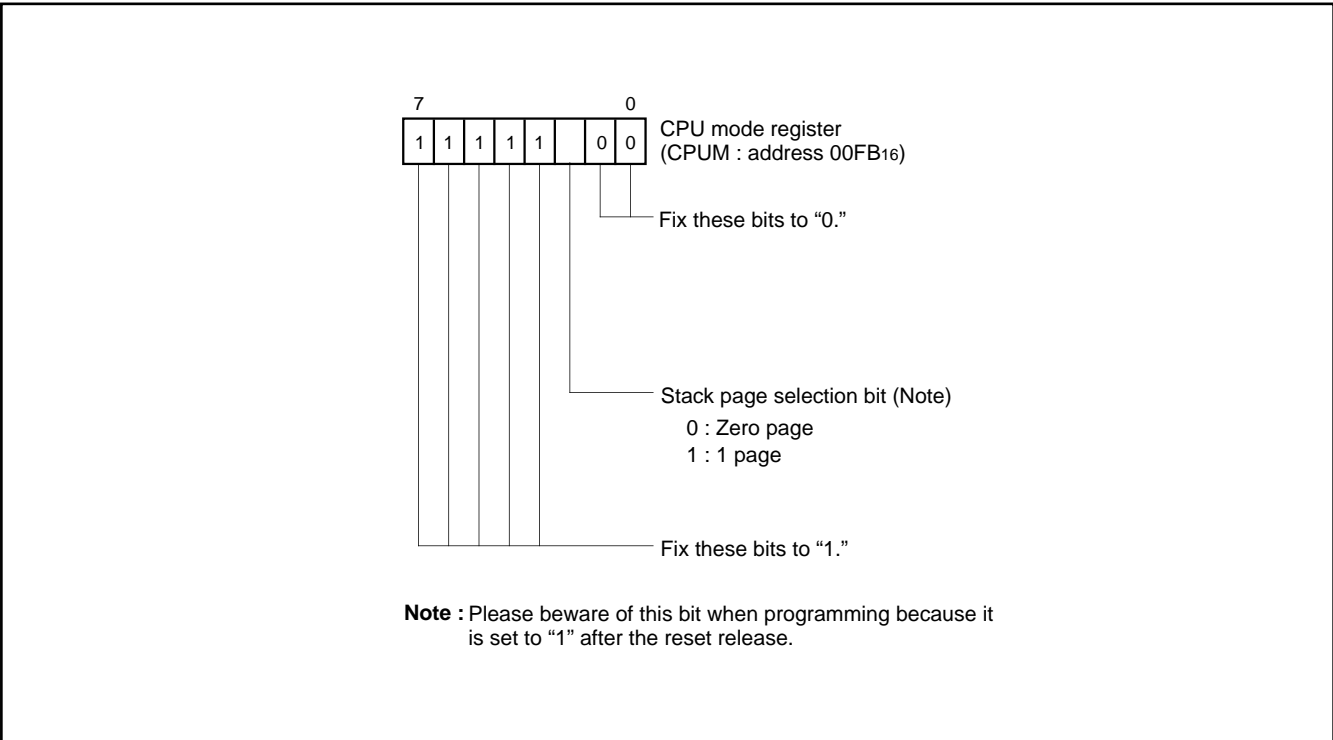 7 0
1 1 1 1 1 0 0
CPU mode register
(CPUM : address 00FB16)
Fix these bits to “0.”
Stack page selection bit (Note)
0 : Zero page
1 : 1 page
Fix these bits to “1.”
Note : Please beware of this bit when programming because it
is set to “1” after the reset release.